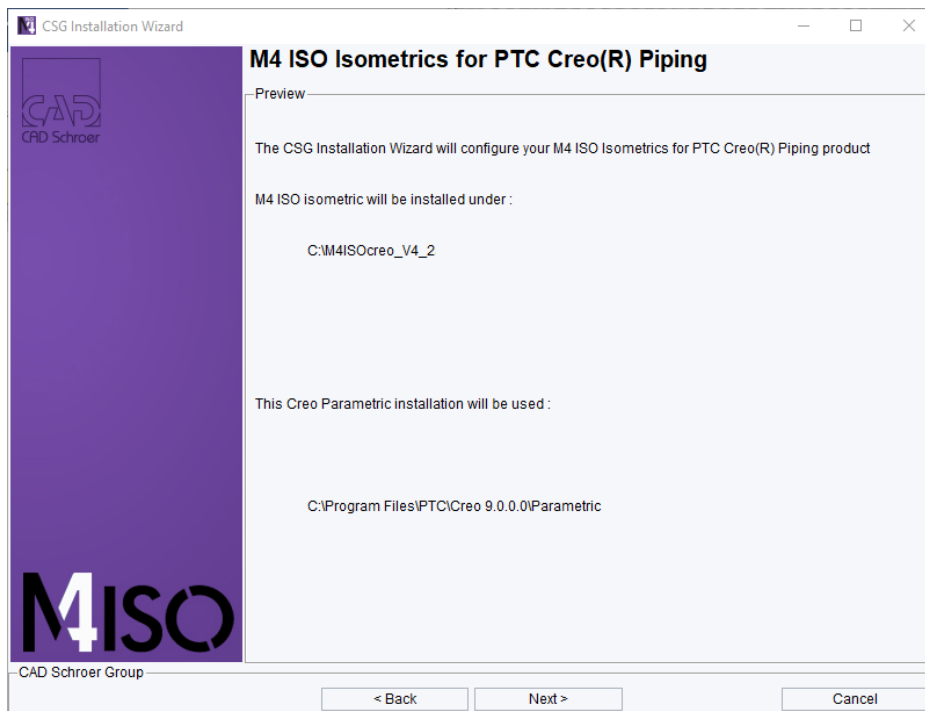 CSG Installation Wizard
M4 ISO Isometrics for PTC Creo(R) Piping
CAD
CAD Schroer
Preview
The CSG Installation Wizard will configure your M4 ISO Isometrics for PTC Creo(R) Piping product
M4 ISO isometric will be installed under :
C:\M4ISOcreo_V4_2
This Creo Parametric installation will be used :
C:\Program Files\PTC\Creo 9.0.0.0\Parametric
M4ISO
CAD Schroer Group
< Back Next > Cancel